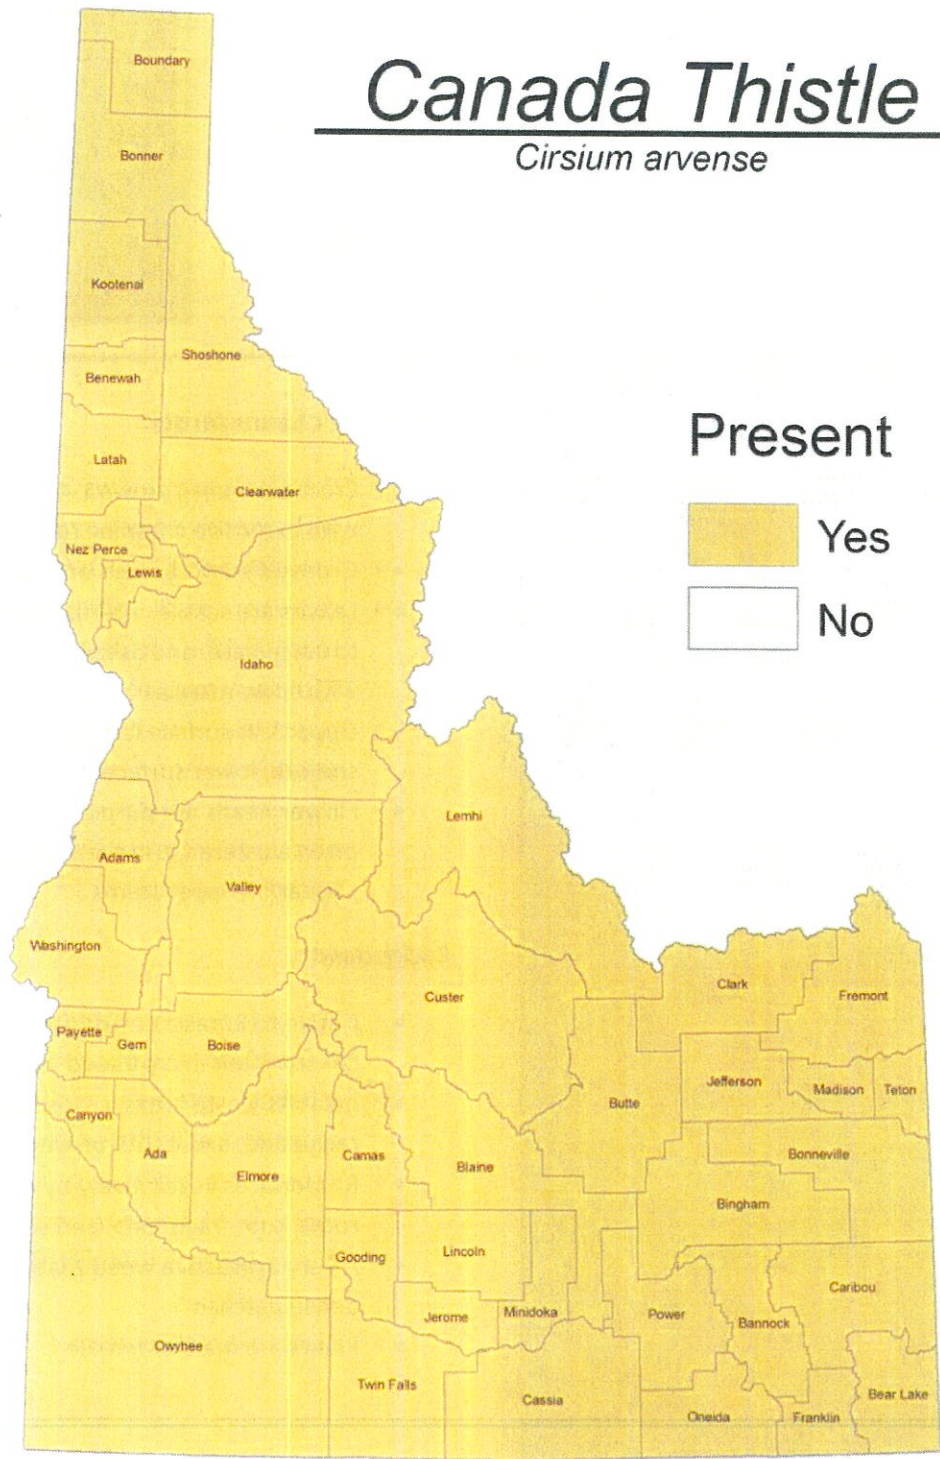 Canada Thistle
Cirsium arvense
Boundary
Bonner
Kootenai
Shoshone
Benewah
Latah
Clearwater
Nez Perce
Lewis
Idaho
Present
Yes
No
Lemhi
Adams
Valley
Washington
Custer
Clark
Fremont
Payette
Gem
Boise
Jefferson
Madison
Teton
Butte
Canyon
Ada
Elmore
Camas
Blaine
Bonneville
Bingham
Gooding
Lincoln
Caribou
Jerome
Minidoka
Power
Bannock
Owyhee
Twin Falls
Cassia
Oneida
Franklin
Bear Lake